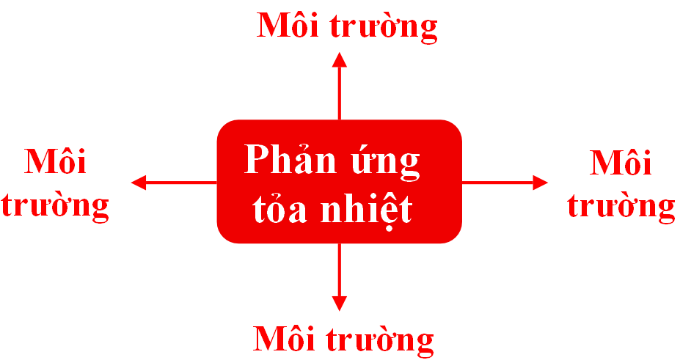 Môi trường
Môi
trường
Phản ứng
tỏa nhiệt
Môi
trường
Môi trường